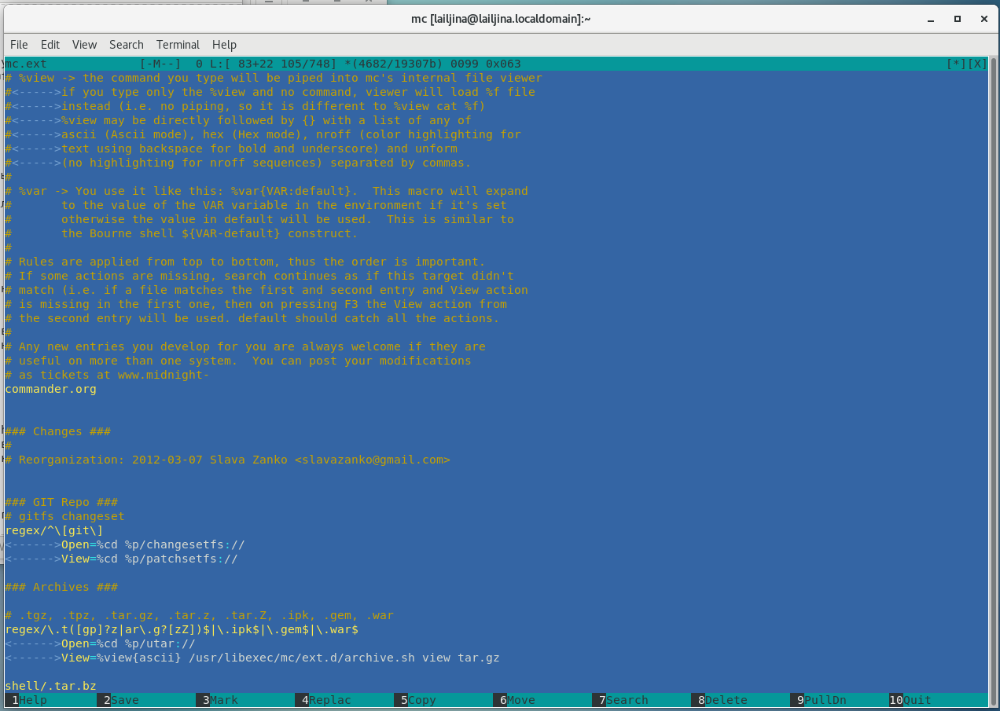 mc [lailjina@lailjina.localdomain]:~
File Edit View Search Terminal Help
mc.ext [-M--] 0 L:[ 83+22 105/748] *(4682/19307b) 0099 0x063 [*][X]
# %view -> the command you type will be piped into mc's internal file viewer
#<----->if you type only the %view and no command, viewer will load %f file
#<----->instead (i.e. no piping, so it is different to %view cat %f)
#<----->%view may be directly followed by {} with a list of any of
#<----->ascii (Ascii mode), hex (Hex mode), nroff (color highlighting for
#<----->text using backspace for bold and underscore) and unform
#<----->(no highlighting for nroff sequences) separated by commas.
#
# %var -> You use it like this: %var{VAR:default}.  This macro will expand
#       to the value of the VAR variable in the environment if it's set
#       otherwise the value in default will be used.  This is similar to
#       the Bourne shell ${VAR-default} construct.
#
# Rules are applied from top to bottom, thus the order is important.
# If some actions are missing, search continues as if this target didn't
# match (i.e. if a file matches the first and second entry and View action
# is missing in the first one, then on pressing F3 the View action from
# the second entry will be used. default should catch all the actions.
#
# Any new entries you develop for you are always welcome if they are
# useful on more than one system.  You can post your modifications
# as tickets at www.midnight-
commander.org
### Changes ###
#
# Reorganization: 2012-03-07 Slava Zanko <slavazanko@gmail.com>
### GIT Repo ###
# gitfs changeset
regex/^\[git\]
<------>Open=%cd %p/changesetfs://
<------>View=%cd %p/patchsetfs://
### Archives ###
# .tgz, .tpz, .tar.gz, .tar.z, .tar.Z, .ipk, .gem, .war
regex/\.t([gp]?z|ar\.g?[zZ])$|\.ipk$|\.gem$|\.war$
<------>Open=%cd %p/utar://
<------>View=%view{ascii} /usr/libexec/mc/ext.d/archive.sh view tar.gz
shell/.tar.bz
1Help 2Save 3Mark 4Replac 5Copy 6Move 7Search 8Delete 9PullDn 10Quit